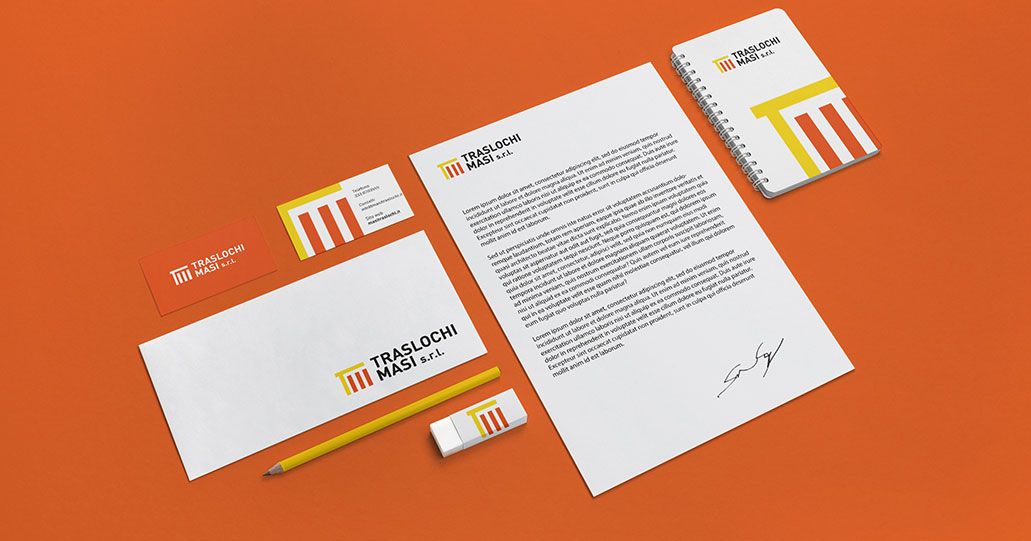 TRASLOCHI
MASI s.r.l.
TRASLOCHI
MASI s.r.l.
Telefono
Contatti
Sito web
masitraslochi.it
TRASLOCHI
MASI s.r.l.
TRASLOCHI
MASI s.r.l.
Lorem ipsum dolor sit amet, consectetur adipiscing elit, sed do eiusmod tempor
incididunt ut labore et dolore magna aliqua. Ut enim ad minim veniam, quis nostrud
exercitation ullamco laboris nisi ut aliquip ex ea commodo consequat. Duis aute irure
dolor in reprehenderit in voluptate velit esse cillum dolore eu fugiat nulla pariatur.
Excepteur sint occaecat cupidatat non proident, sunt in culpa qui officia deserunt
mollit anim id est laborum.
Sed ut perspiciatis unde omnis iste natus error sit voluptatem accusantium dolo-
remque laudantium, totam rem aperiam, eaque ipsa quae ab illo inventore veritatis et
quasi architecto beatae vitae dicta sunt explicabo. Nemo enim ipsam voluptatem quia
voluptas sit aspernatur aut odit aut fugit, sed quia consequuntur magni dolores eos
qui ratione voluptatem sequi nesciunt. Neque porro quisquam est, qui dolorem ipsum
quia dolor sit amet, consectetur, adipisci velit, sed quia non numquam eius modi
tempora incidunt ut labore et dolore magnam aliquam quaerat voluptatem. Ut enim
ad minima veniam, quis nostrum exercitationem ullam corporis suscipit laboriosam,
nisi ut aliquid ex ea commodi consequatur? Quis autem vel eum iure reprehenderit
qui in ea voluptate velit esse quam nihil molestiae consequatur, vel illum qui dolorem
eum fugiat quo voluptas nulla pariatur?
Lorem ipsum dolor sit amet, consectetur adipiscing elit, sed do eiusmod tempor
incididunt ut labore et dolore magna aliqua. Ut enim ad minim veniam, quis nostrud
exercitation ullamco laboris nisi ut aliquip ex ea commodo consequat. Duis aute irure
dolor in reprehenderit in voluptate velit esse cillum dolore eu fugiat nulla pariatur.
Excepteur sint occaecat cupidatat non proident, sunt in culpa qui officia deserunt
mollit anim id est laborum.